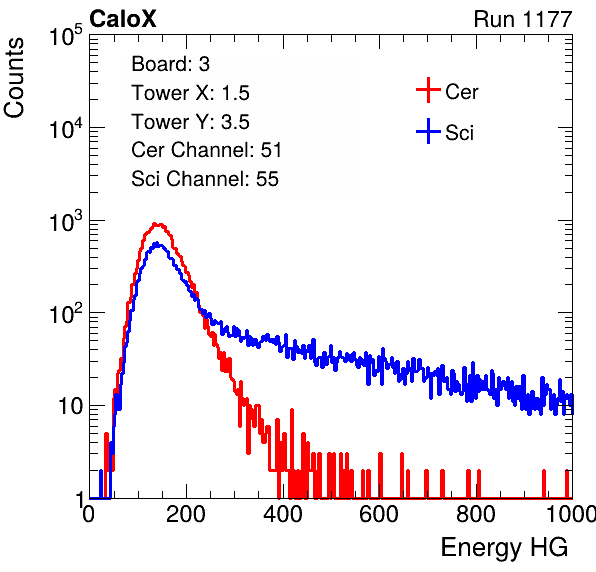 CaloX Run 1177
Counts
10^5
10^4
10^3
10^2
10
1
Board: 3
Tower X: 1.5
Tower Y: 3.5
Cer Channel: 51
Sci Channel: 55
Cer
Sci
0 200 400 600 800 1000
Energy HG